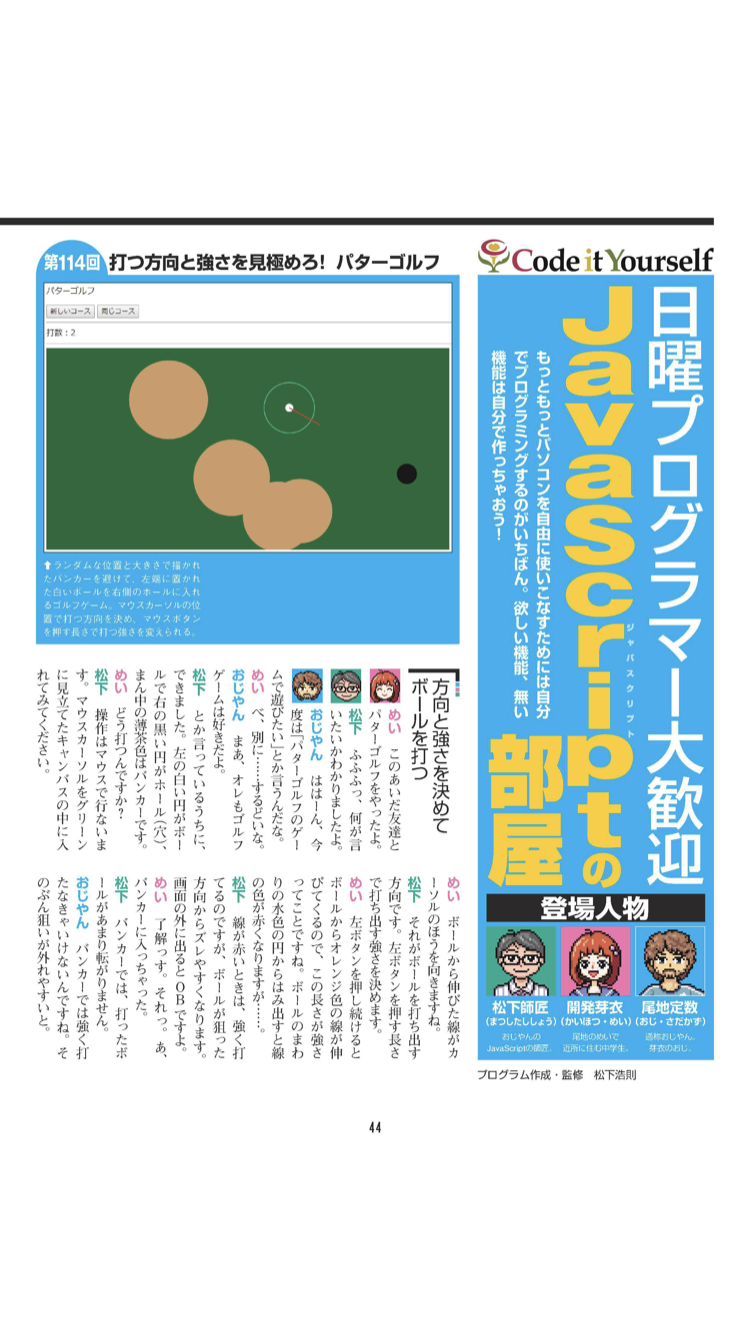 Code it Yourself
日曜プログラマー大歓迎
JavaScriptの
ジャバスクリプト
部屋
もっともっとパソコンを自由に使いこなすためには自分
でプログラミングするのがいちばん。欲しい機能、無い
機能は自分で作っちゃおう！
登場人物
松下師匠
（まつしたししょう）
おじゃんの
JavaScriptの師匠。
開発芽衣
（かいはつ・めい）
尾地のめいで
近所に住む中学生。
尾地定数
（おじ・さだかず）
通称おじゃん。
芽衣のおじ。
プログラム作成・監修　松下浩則
第114回 打つ方向と強さを見極めろ！ パターゴルフ
パターゴルフ
新しいコース 同じコース
打数：2
⬆ランダムな位置と大きさで描かれ
たバンカーを避けて、左端に置かれ
た白いボールを右側のホールに入れ
るゴルフゲーム。マウスカーソルの位
置で打つ方向を決め、マウスボタン
を押す長さで打つ強さを変えられる。
方向と強さを決めて
ボールを打つ
めい　このあいだ友達と
パターゴルフをやったよ。
松下　ふふふっ、何が言
いたいかわかりましたよ。
おじゃん　ははーん、今
度は「パターゴルフのゲー
ムで遊びたい」とか言うんだな。
めい　べ、別に……するどいな。
おじゃん　まあ、オレもゴルフ
ゲームは好きだよ。
松下　とか言っているうちに、
できました。左の白い円がボー
ルで右の黒い円がホール（穴）、
まん中の薄茶色はバンカーです。
めい　どう打つんですか？
松下　操作はマウスで行ないま
す。マウスカーソルをグリーン
に見立てたキャンバスの中に入
れてみてください。
めい　ボールから伸びた線がカ
ーソルのほうを向きますね。
松下　それがボールを打ち出す
方向です。左ボタンを押す長さ
で打ち出す強さを決めます。
めい　左ボタンを押し続けると
ボールからオレンジ色の線が伸
びてくるので、この長さが強さ
ってことですね。ボールのまわ
りの水色の円からはみ出すと線
の色が赤くなりますが……。
松下　線が赤いときは、強く打
てるのですが、ボールが狙った
方向からズレやすくなります。
画面の外に出るとＯＢですよ。
めい　了解っす。それっ。あ、
バンカーに入っちゃった。
松下　バンカーでは、打ったボ
ールがあまり転がりません。
おじゃん　バンカーでは強く打
たなきゃいけないんですね。そ
のぶん狙いが外れやすいと。
44